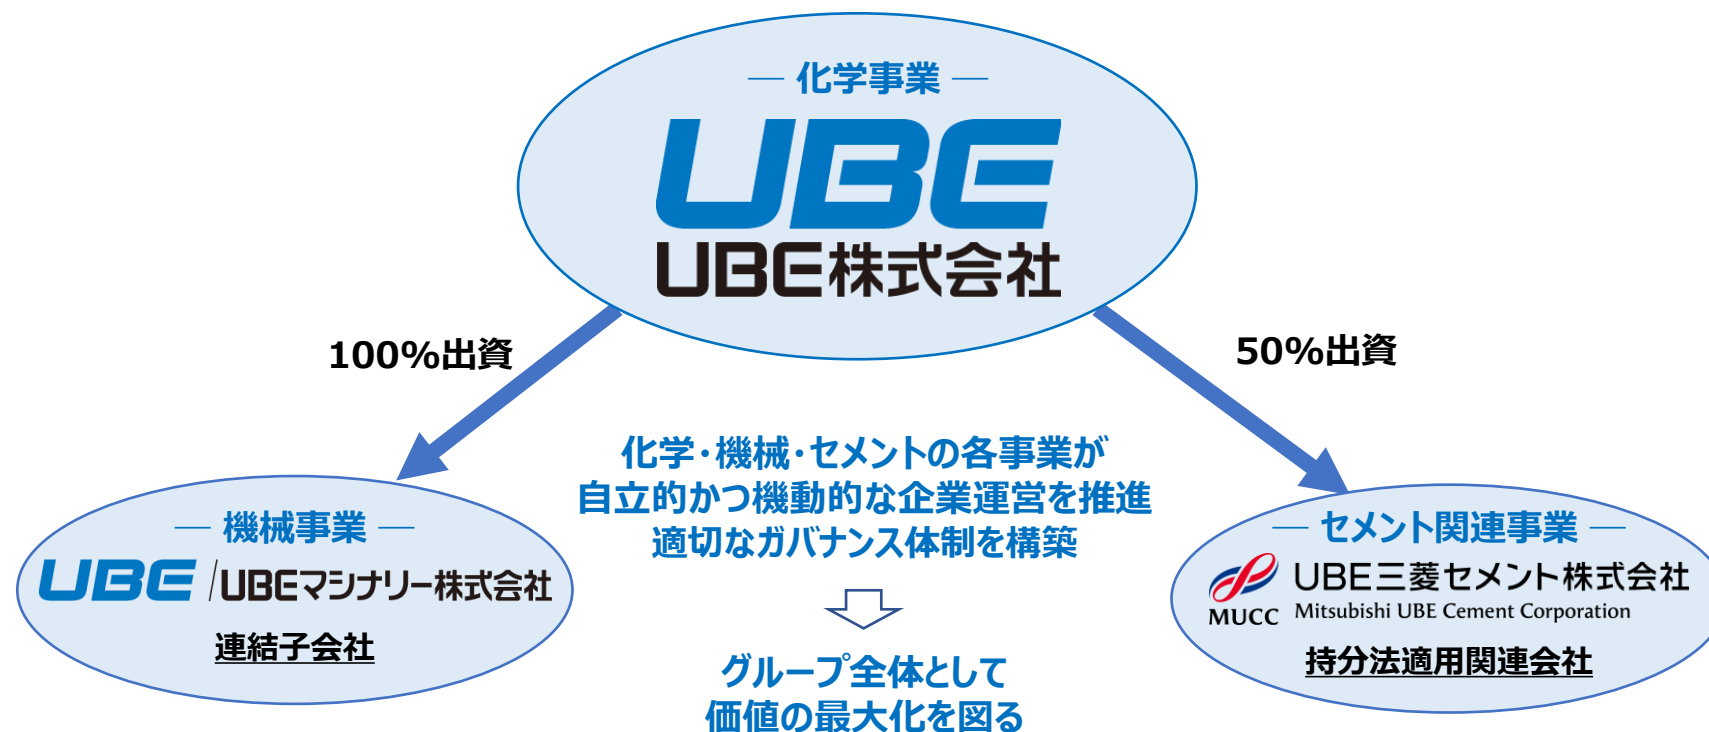 ― 化学事業 ―
UBE
UBE株式会社
100%出資
50%出資
化学・機械・セメントの各事業が
自立的かつ機動的な企業運営を推進
適切なガバナンス体制を構築
― 機械事業 ―
UBE/UBEマシナリー株式会社
連結子会社
― セメント関連事業 ―
UBE三菱セメント株式会社
MUCC Mitsubishi UBE Cement Corporation
持分法適用関連会社
グループ全体として
価値の最大化を図る